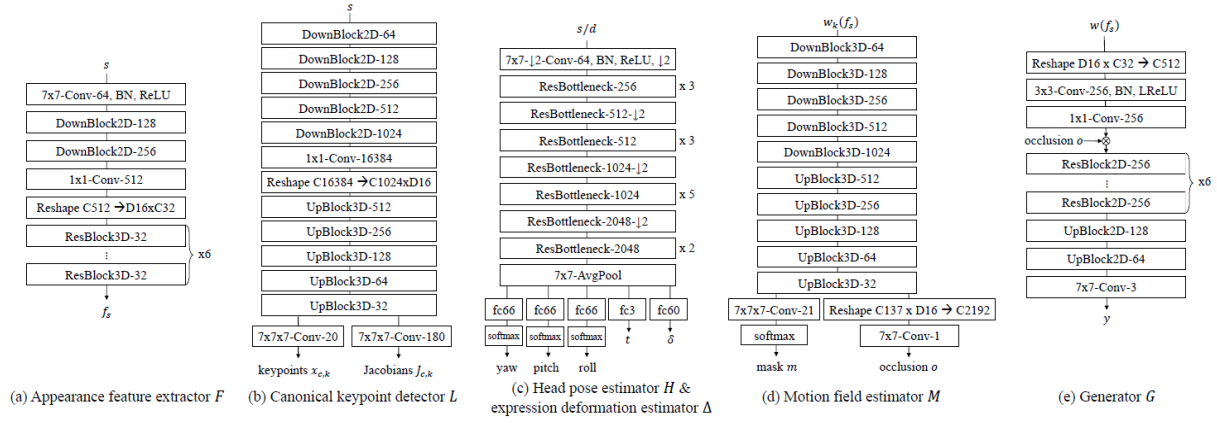 s
7x7-Conv-64, BN, ReLU
DownBlock2D-128
DownBlock2D-256
1x1-Conv-512
Reshape C512 →D16xC32
ResBlock3D-32
⋮
ResBlock3D-32
x6
f_s
(a) Appearance feature extractor F
s
DownBlock2D-64
DownBlock2D-128
DownBlock2D-256
DownBlock2D-512
DownBlock2D-1024
1x1-Conv-16384
Reshape C16384 →C1024xD16
UpBlock3D-512
UpBlock3D-256
UpBlock3D-128
UpBlock3D-64
UpBlock3D-32
7x7x7-Conv-20
7x7x7-Conv-180
keypoints x_{c,k}
Jacobians J_{c,k}
(b) Canonical keypoint detector L
s/d
7x7-↓2-Conv-64, BN, ReLU, ↓2
ResBottleneck-256
x 3
ResBottleneck-512-↓2
ResBottleneck-512
x 3
ResBottleneck-1024-↓2
ResBottleneck-1024
x 5
ResBottleneck-2048-↓2
ResBottleneck-2048
x 2
7x7-AvgPool
fc66 fc66 fc66 fc3 fc60
softmax softmax softmax t δ
yaw pitch roll
(c) Head pose estimator H &
expression deformation estimator Δ
w_k(f_s)
DownBlock3D-64
DownBlock3D-128
DownBlock3D-256
DownBlock3D-512
DownBlock3D-1024
UpBlock3D-512
UpBlock3D-256
UpBlock3D-128
UpBlock3D-64
UpBlock3D-32
7x7x7-Conv-21
Reshape C137 x D16 → C2192
softmax
7x7-Conv-1
mask m
occlusion o
(d) Motion field estimator M
w(f_s)
Reshape D16 x C32 → C512
3x3-Conv-256, BN, LReLU
1x1-Conv-256
occlusion o → ⊗
ResBlock2D-256
⋮
ResBlock2D-256
x6
UpBlock2D-128
UpBlock2D-64
7x7-Conv-3
y
(e) Generator G